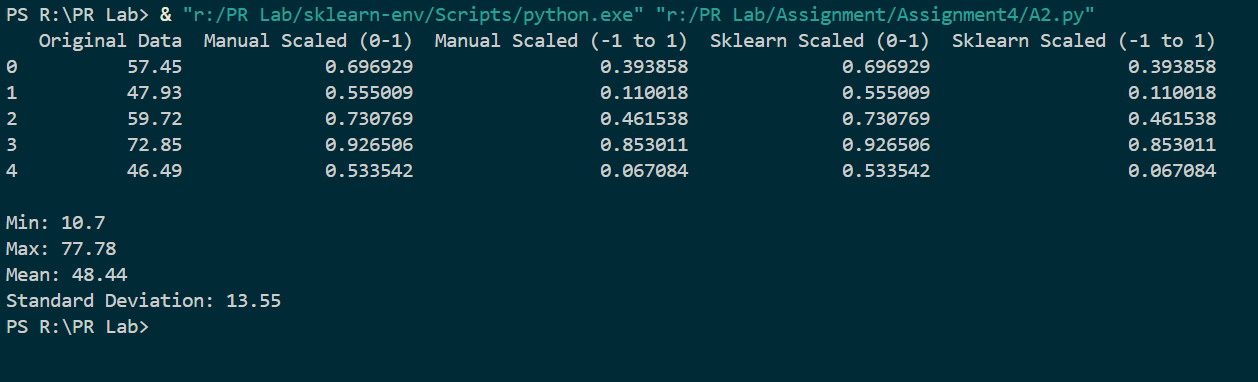 PS R:\PR Lab> & "r:/PR Lab/sklearn-env/Scripts/python.exe" "r:/PR Lab/Assignment/Assignment4/A2.py"
   Original Data  Manual Scaled (0-1)  Manual Scaled (-1 to 1)  Sklearn Scaled (0-1)  Sklearn Scaled (-1 to 1)
0          57.45             0.696929                 0.393858              0.696929                  0.393858
1          47.93             0.555009                 0.110018              0.555009                  0.110018
2          59.72             0.730769                 0.461538              0.730769                  0.461538
3          72.85             0.926506                 0.853011              0.926506                  0.853011
4          46.49             0.533542                 0.067084              0.533542                  0.067084
Min: 10.7
Max: 77.78
Mean: 48.44
Standard Deviation: 13.55
PS R:\PR Lab>